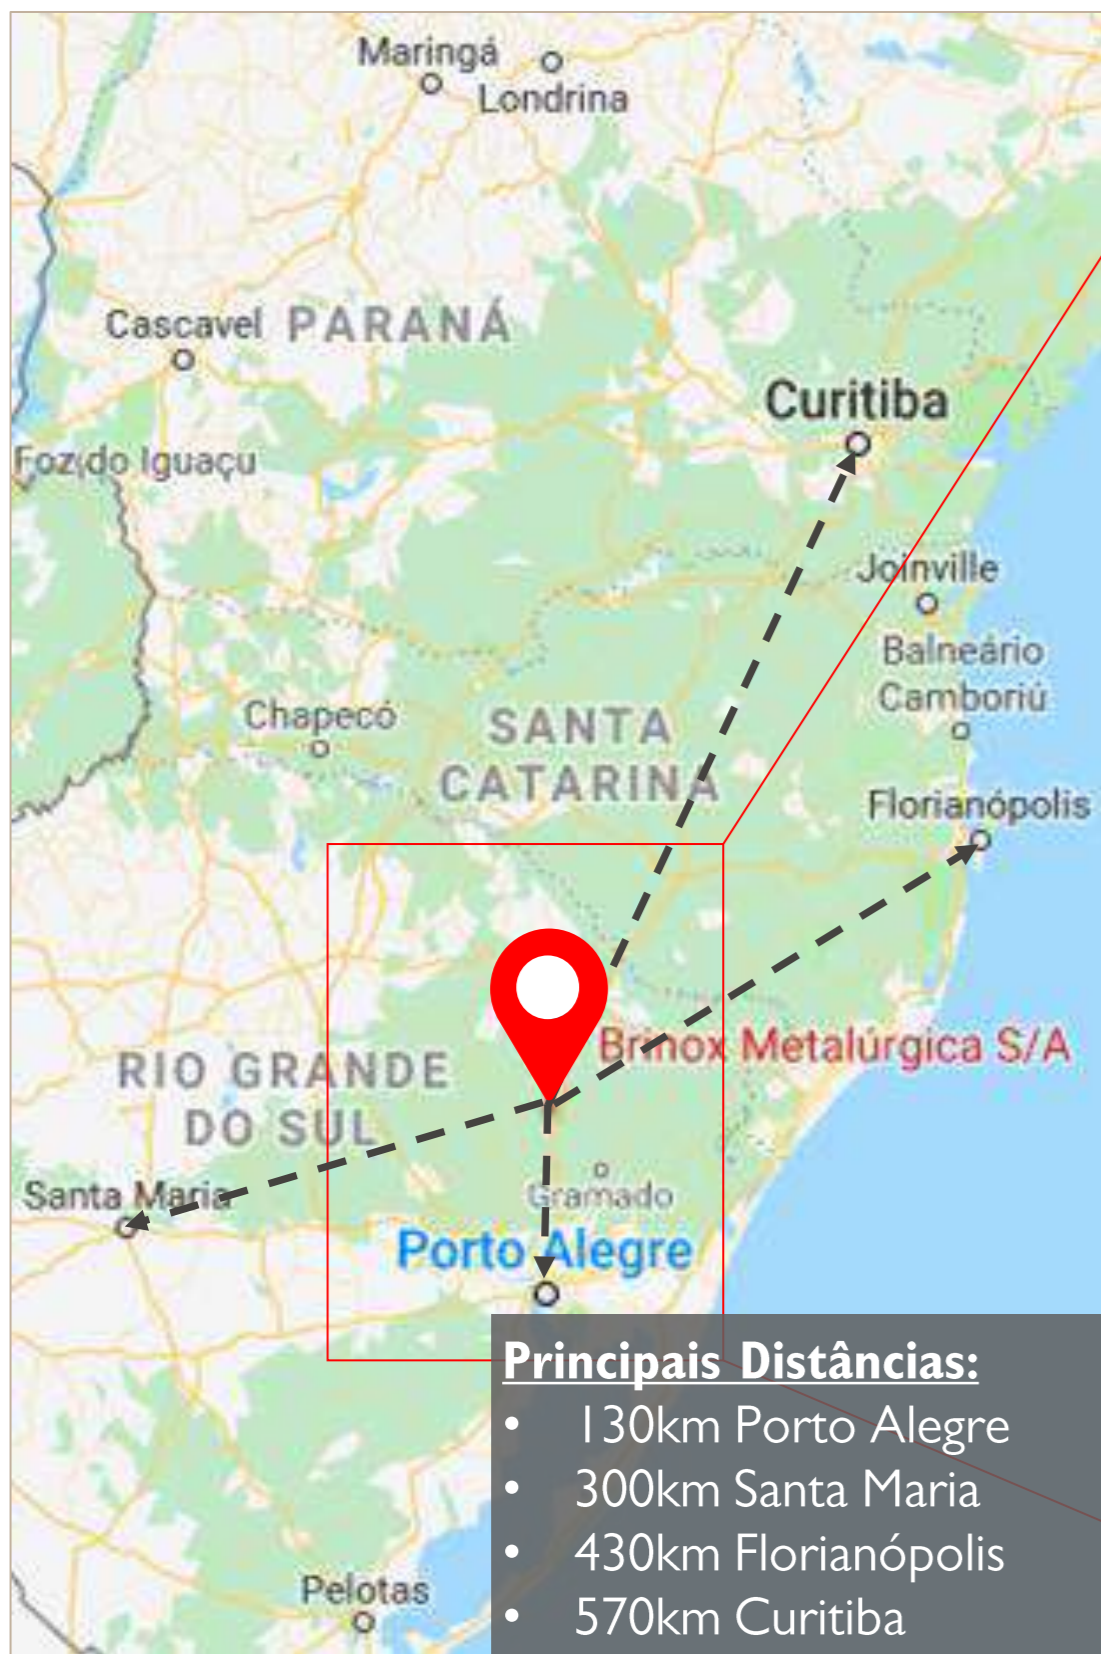 Maringá
Londrina
Cascavel PARANÁ
Curitiba
Foz do Iguaçu
Joinville
Balneário
Camboriú
Chapecó
SANTA
CATARINA
Florianópolis
Brinox Metalúrgica S/A
RIO GRANDE
DO SUL
Santa Maria
Gramado
Porto Alegre
Principais Distâncias:
• 130km Porto Alegre
• 300km Santa Maria
• 430km Florianópolis
• 570km Curitiba
Pelotas